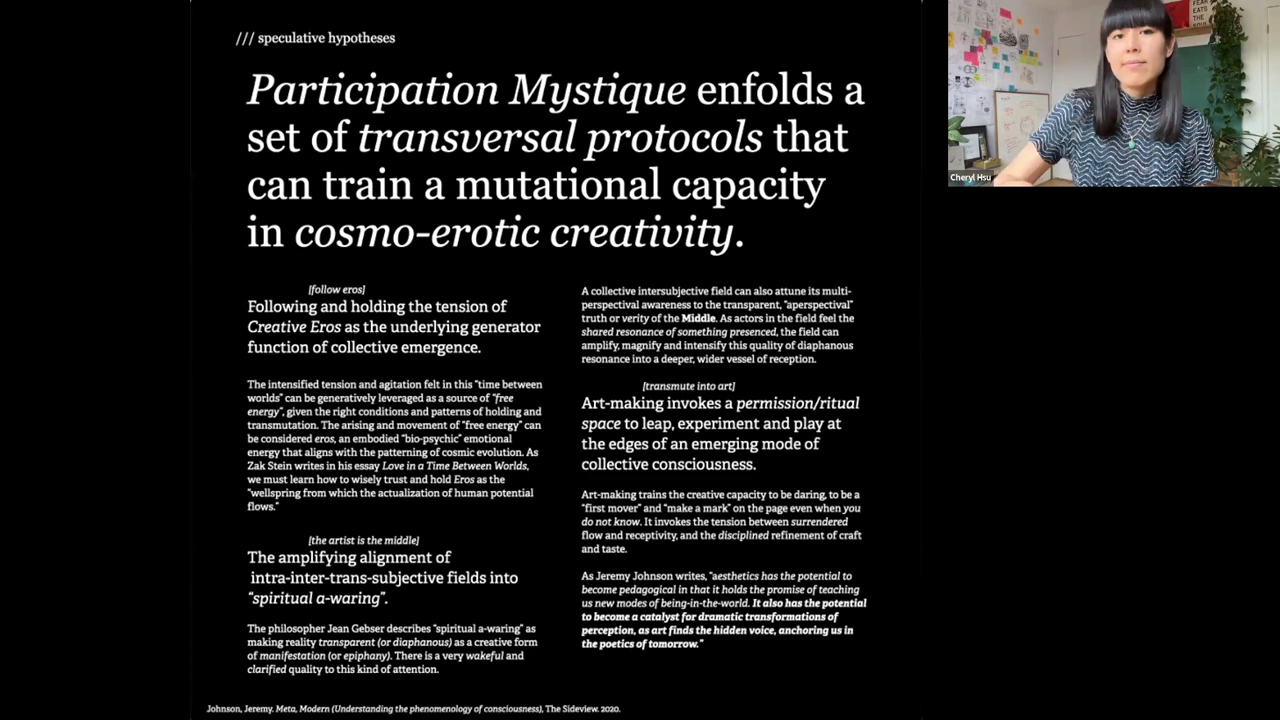 /// speculative hypotheses
Participation Mystique enfolds a
set of transversal protocols that
can train a mutational capacity
in cosmo-erotic creativity.
[follow eros]
Following and holding the tension of
Creative Eros as the underlying generator
function of collective emergence.
The intensified tension and agitation felt in this “time between
worlds” can be generatively leveraged as a source of “free
energy”, given the right conditions and patterns of holding and
transmutation. The arising and movement of “free energy” can
be considered eros, an embodied “bio-psychic” emotional
energy that aligns with the patterning of cosmic evolution. As
Zak Stein writes in his essay Love in a Time Between Worlds,
we must learn how to wisely trust and hold Eros as the
“wellspring from which the actualization of human potential
flows.”
[the artist is the middle]
The amplifying alignment of
intra-inter-trans-subjective fields into
“spiritual a-waring”.
The philosopher Jean Gebser describes “spiritual a-waring” as
making reality transparent (or diaphanous) as a creative form
of manifestation (or epiphany). There is a very wakeful and
clarified quality to this kind of attention.
A collective intersubjective field can also attune its multi-
perspectival awareness to the transparent, “aperspectival”
truth or verity of the Middle. As actors in the field feel the
shared resonance of something presenced, the field can
amplify, magnify and intensify this quality of diaphanous
resonance into a deeper, wider vessel of reception.
[transmute into art]
Art-making invokes a permission/ritual
space to leap, experiment and play at
the edges of an emerging mode of
collective consciousness.
Art-making trains the creative capacity to be daring, to be a
“first mover” and “make a mark” on the page even when you
do not know. It invokes the tension between surrendered
flow and receptivity, and the disciplined refinement of craft
and taste.
As Jeremy Johnson writes, “aesthetics has the potential to
become pedagogical in that it holds the promise of teaching
us new modes of being-in-the-world. It also has the potential
to become a catalyst for dramatic transformations of
perception, as art finds the hidden voice, anchoring us in
the poetics of tomorrow.”
Johnson, Jeremy. Meta, Modern (Understanding the phenomenology of consciousness), The Sideview. 2020.
FEAR
EATS
THE
SOUL
Cheryl Hsu